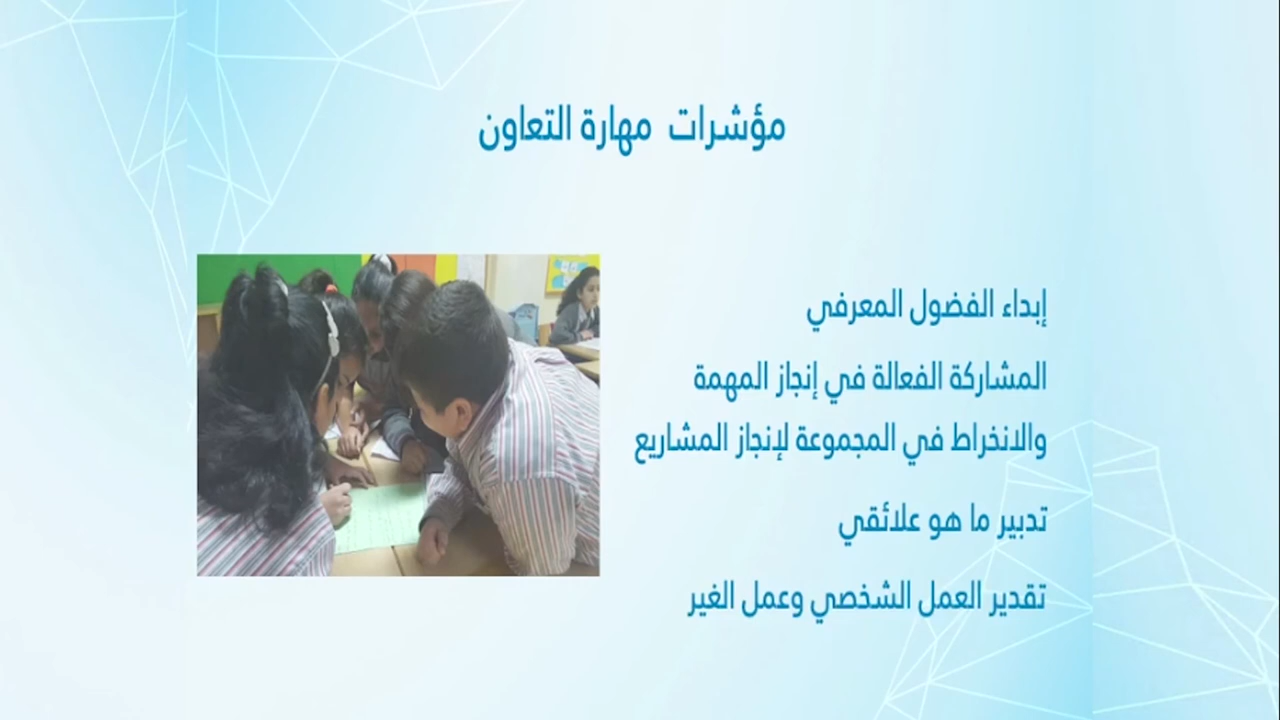 مؤشرات مهارة التعاون
إبداء الفضول المعرفي
المشاركة الفعالة في إنجاز المهمة
والانخراط في المجموعة لإنجاز المشاريع
تدبير ما هو علائقي
تقدير العمل الشخصي وعمل الغير